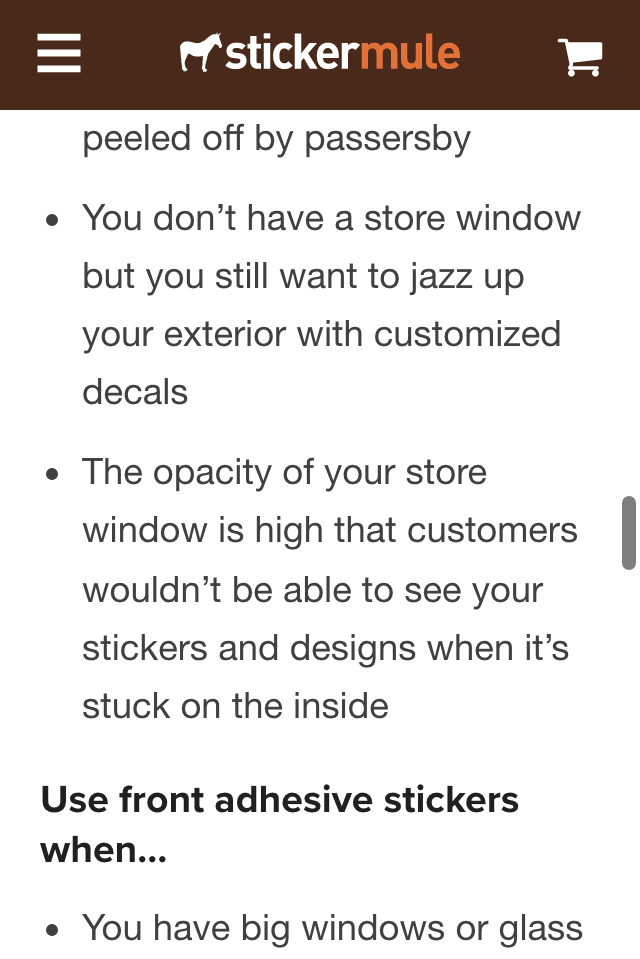 stickermule
peeled off by passersby
• You don’t have a store window
but you still want to jazz up
your exterior with customized
decals
• The opacity of your store
window is high that customers
wouldn’t be able to see your
stickers and designs when it’s
stuck on the inside
Use front adhesive stickers
when...
• You have big windows or glass